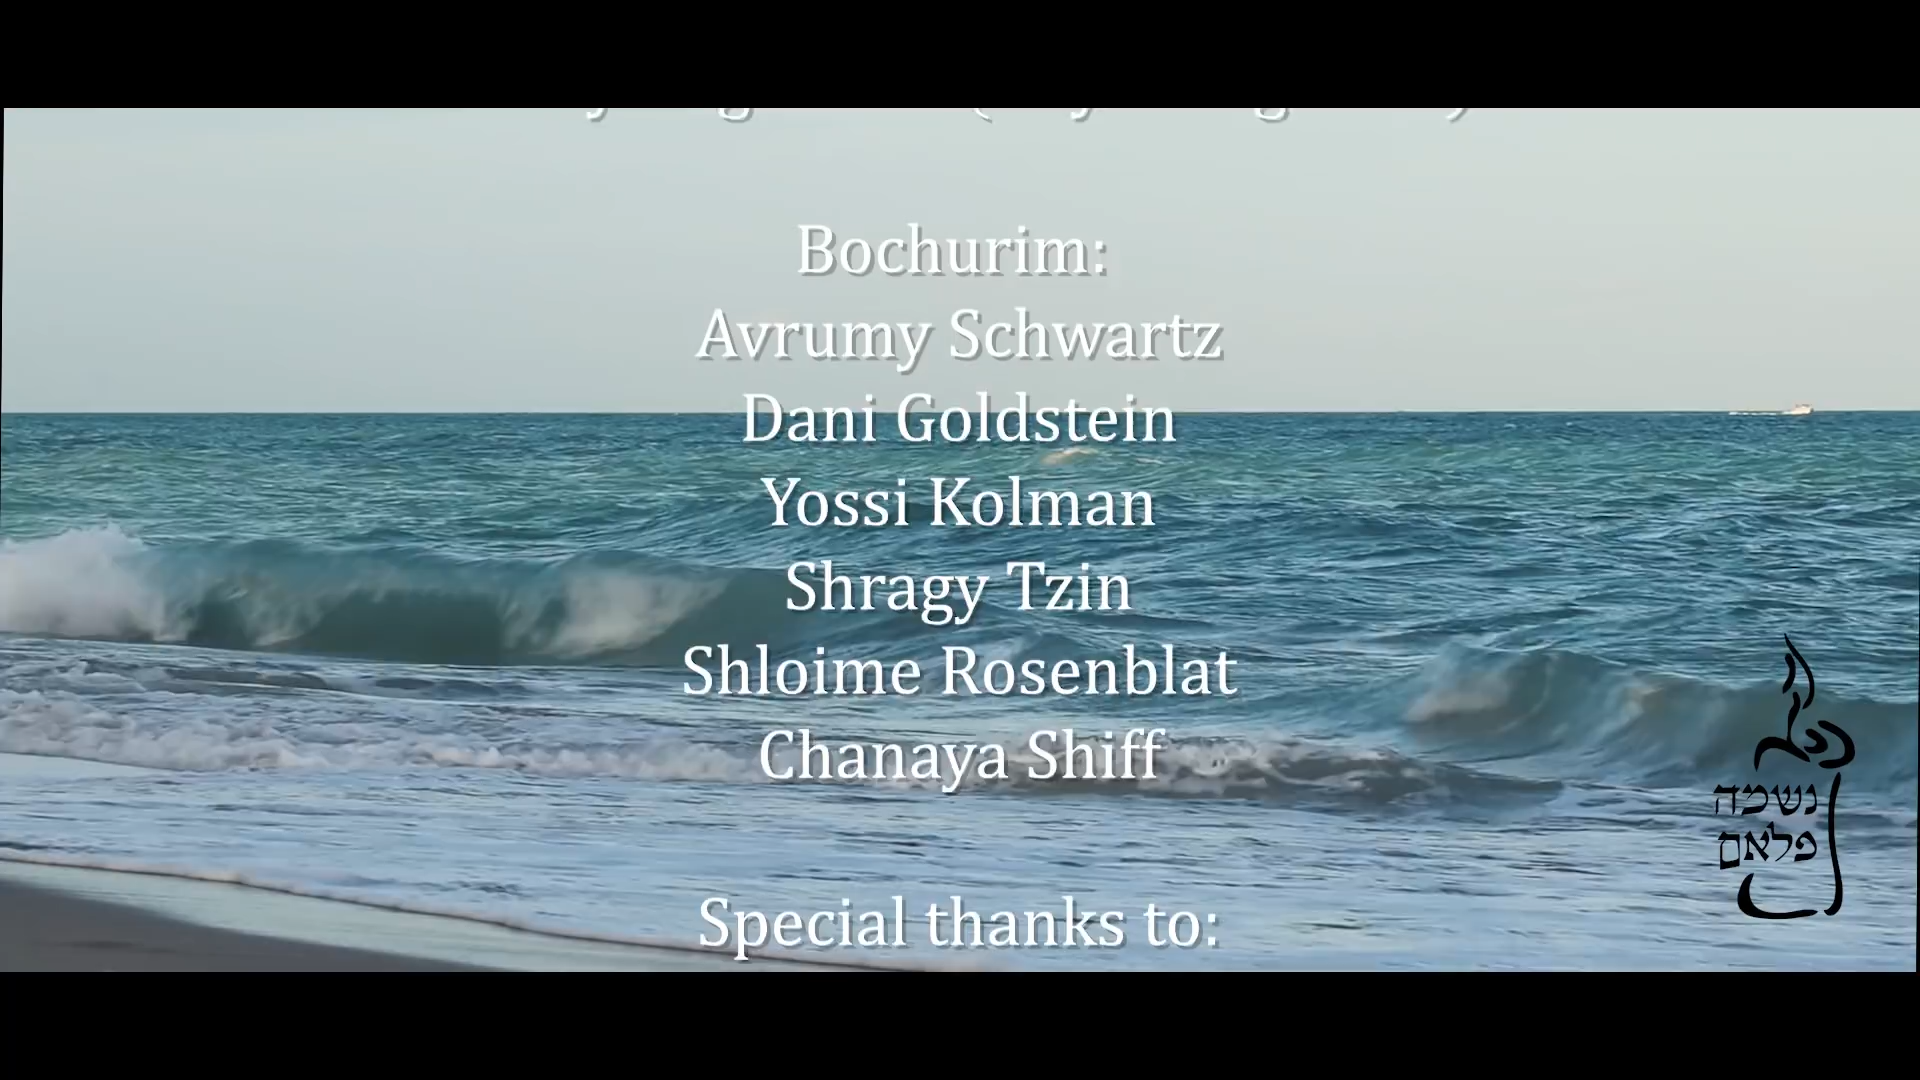 Bochurim:
Avrumy Schwartz
Dani Goldstein
Yossi Kolman
Shragy Tzin
Shloime Rosenblat
Chanaya Shiff
Special thanks to:
נשמה
פלאם